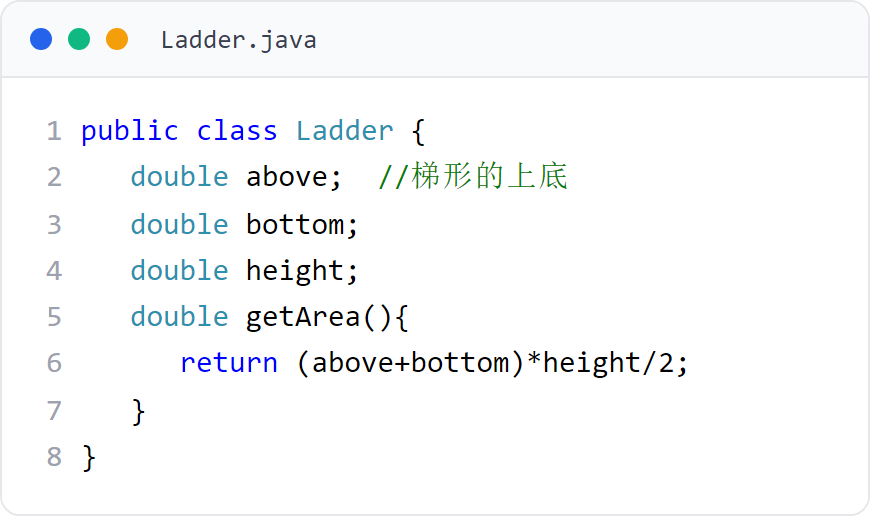 Ladder.java
1 public class Ladder {
2    double above;  //梯形的上底
3    double bottom;
4    double height;
5    double getArea(){
6       return (above+bottom)*height/2;
7    }
8 }